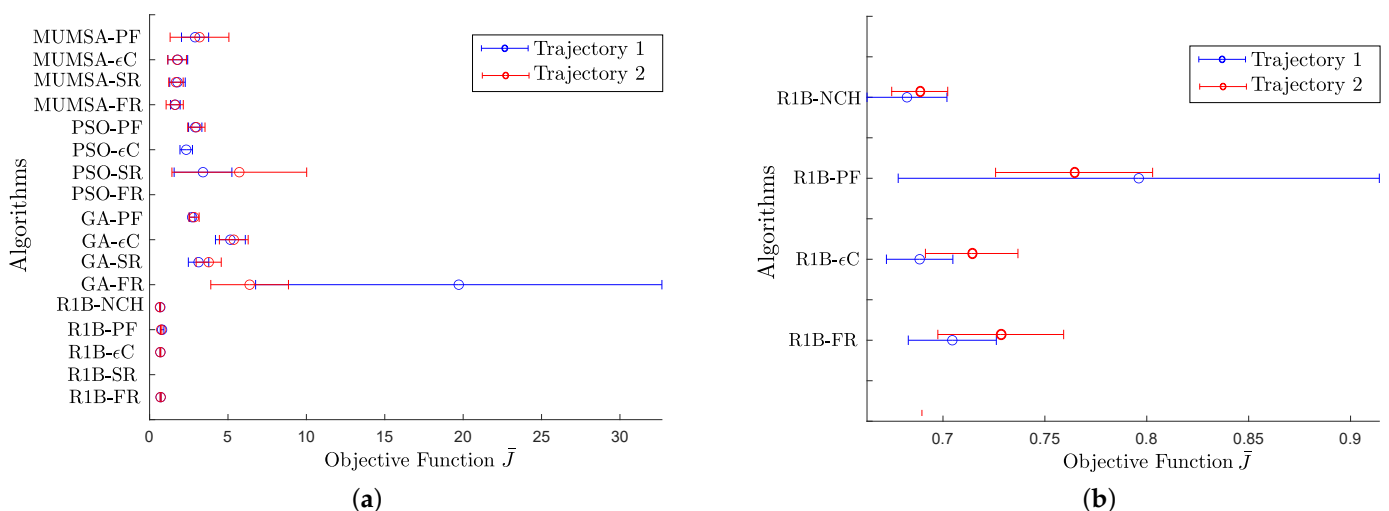 MUMSA-PF
MUMSA-ϵC
MUMSA-SR
MUMSA-FR
PSO-PF
PSO-ϵC
PSO-SR
PSO-FR
GA-PF
GA-ϵC
GA-SR
GA-FR
R1B-NCH
R1B-PF
R1B-ϵC
R1B-SR
R1B-FR
Algorithms
Trajectory 1
Trajectory 2
0 5 10 15 20 25 30
Objective Function J̄
(a)
R1B-NCH
R1B-PF
R1B-ϵC
R1B-FR
Algorithms
Trajectory 1
Trajectory 2
0.7 0.75 0.8 0.85 0.9
Objective Function J̄
(b)